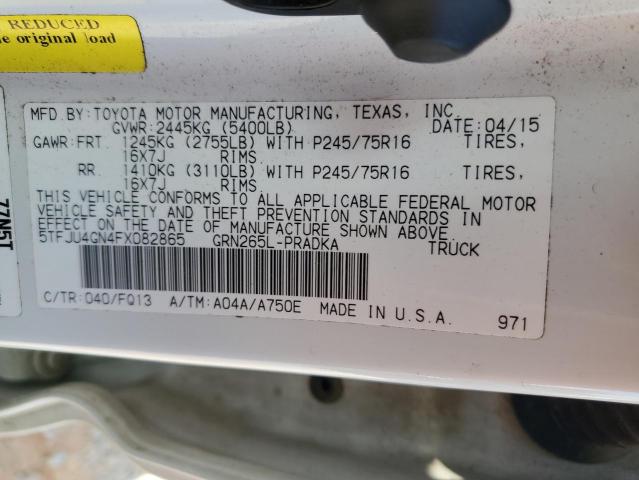 REDUCED
e original load
MFD.BY:TOYOTA MOTOR MANUFACTURING, TEXAS, INC.
GVWR:2445KG (5400LB) DATE:04/15
GAWR:FRT. 1245KG (2755LB) WITH P245/75R16 TIRES,
16X7J RIMS
RR. 1410KG (3110LB) WITH P245/75R16 TIRES,
16X7J RIMS
THIS VEHICLE CONFORMS TO ALL APPLICABLE FEDERAL MOTOR
VEHICLE SAFETY AND THEFT PREVENTION STANDARDS IN
EFFECT ON THE DATE OF MANUFACTURE SHOWN ABOVE.
5TFJU4GN4FX082865 GRN265L-PRADKA TRUCK
C/TR:040/FQ13 A/TM:A04A/A750E MADE IN U.S.A.
971
77N5T